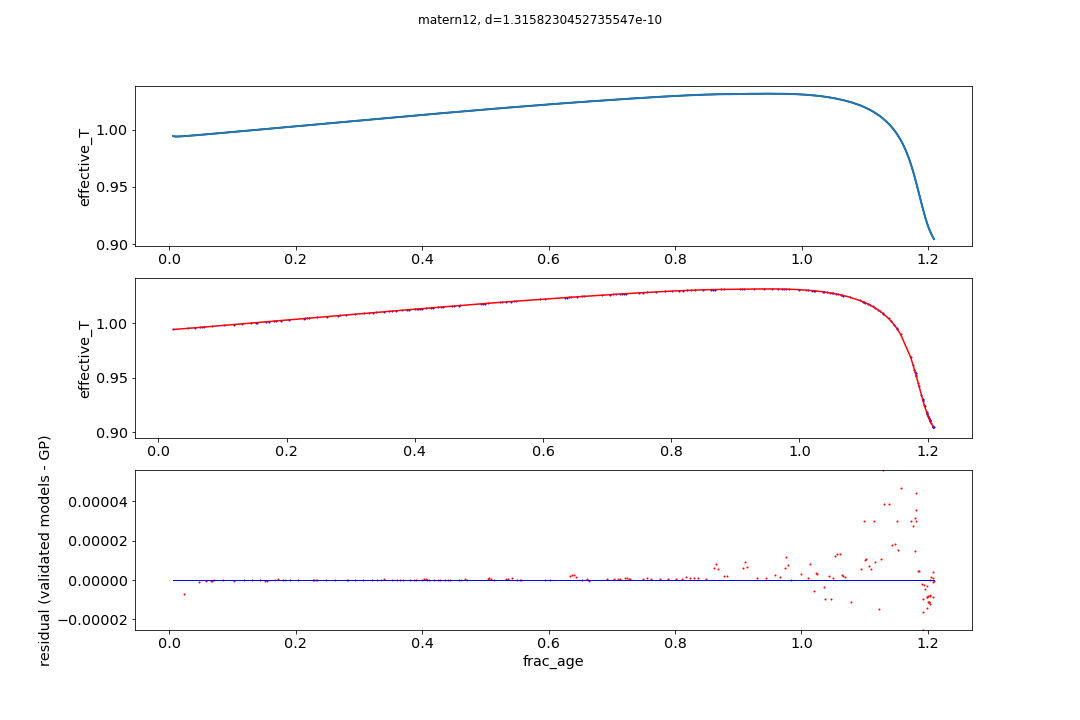 matern12, d=1.3158230452735547e-10
effective_T
1.00
0.95
0.90
0.0 0.2 0.4 0.6 0.8 1.0 1.2
effective_T
1.00
0.95
0.90
0.0 0.2 0.4 0.6 0.8 1.0 1.2
residual (validated models - GP)
0.00004
0.00002
0.00000
−0.00002
0.0 0.2 0.4 0.6 0.8 1.0 1.2
frac_age